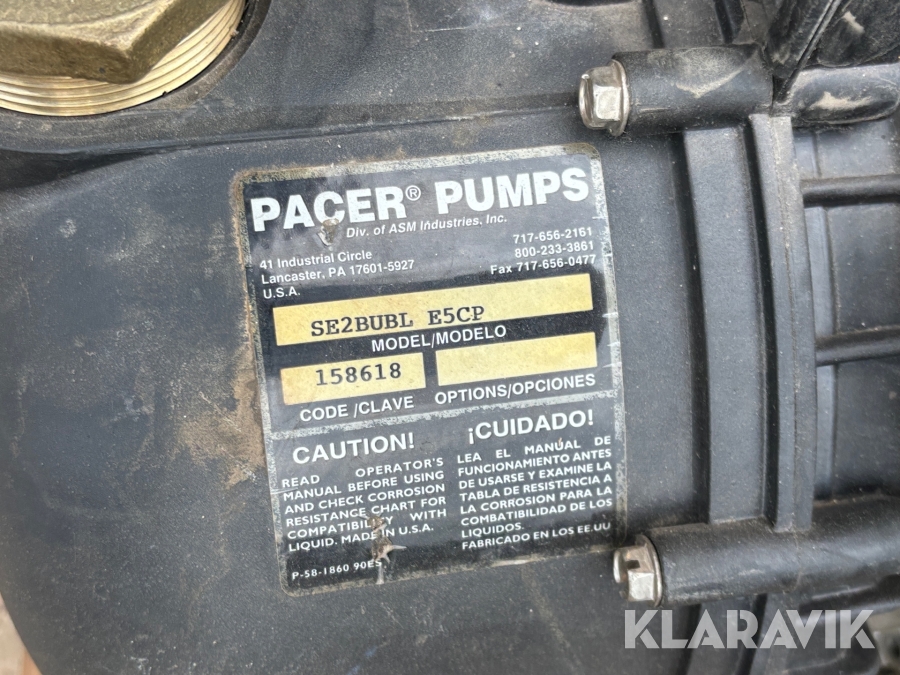 PACER® PUMPS
Div. of ASM Industries, Inc.
41 Industrial Circle
Lancaster, PA 17601-5927
U.S.A.
717-656-2161
800-233-3861
Fax 717-656-0477
SE2BUBL E5CP
MODEL/MODELO
158618
CODE /CLAVE
OPTIONS/OPCIONES
CAUTION!
READ OPERATOR'S
MANUAL BEFORE USING
AND CHECK CORROSION
RESISTANCE CHART FOR
COMPATIBILITY WITH
LIQUID. MADE IN U.S.A.
¡CUIDADO!
LEA EL MANUAL DE
FUNCIONAMIENTO ANTES
DE USARSE Y EXAMINE LA
TABLA DE RESISTENCIA A
LA CORROSION PARA LA
COMBATIBILIDAD DE LOS
LIQUIDOS.
FABRICADO EN LOS EE.UU
P-58-1860 90ES
KLARAVIK